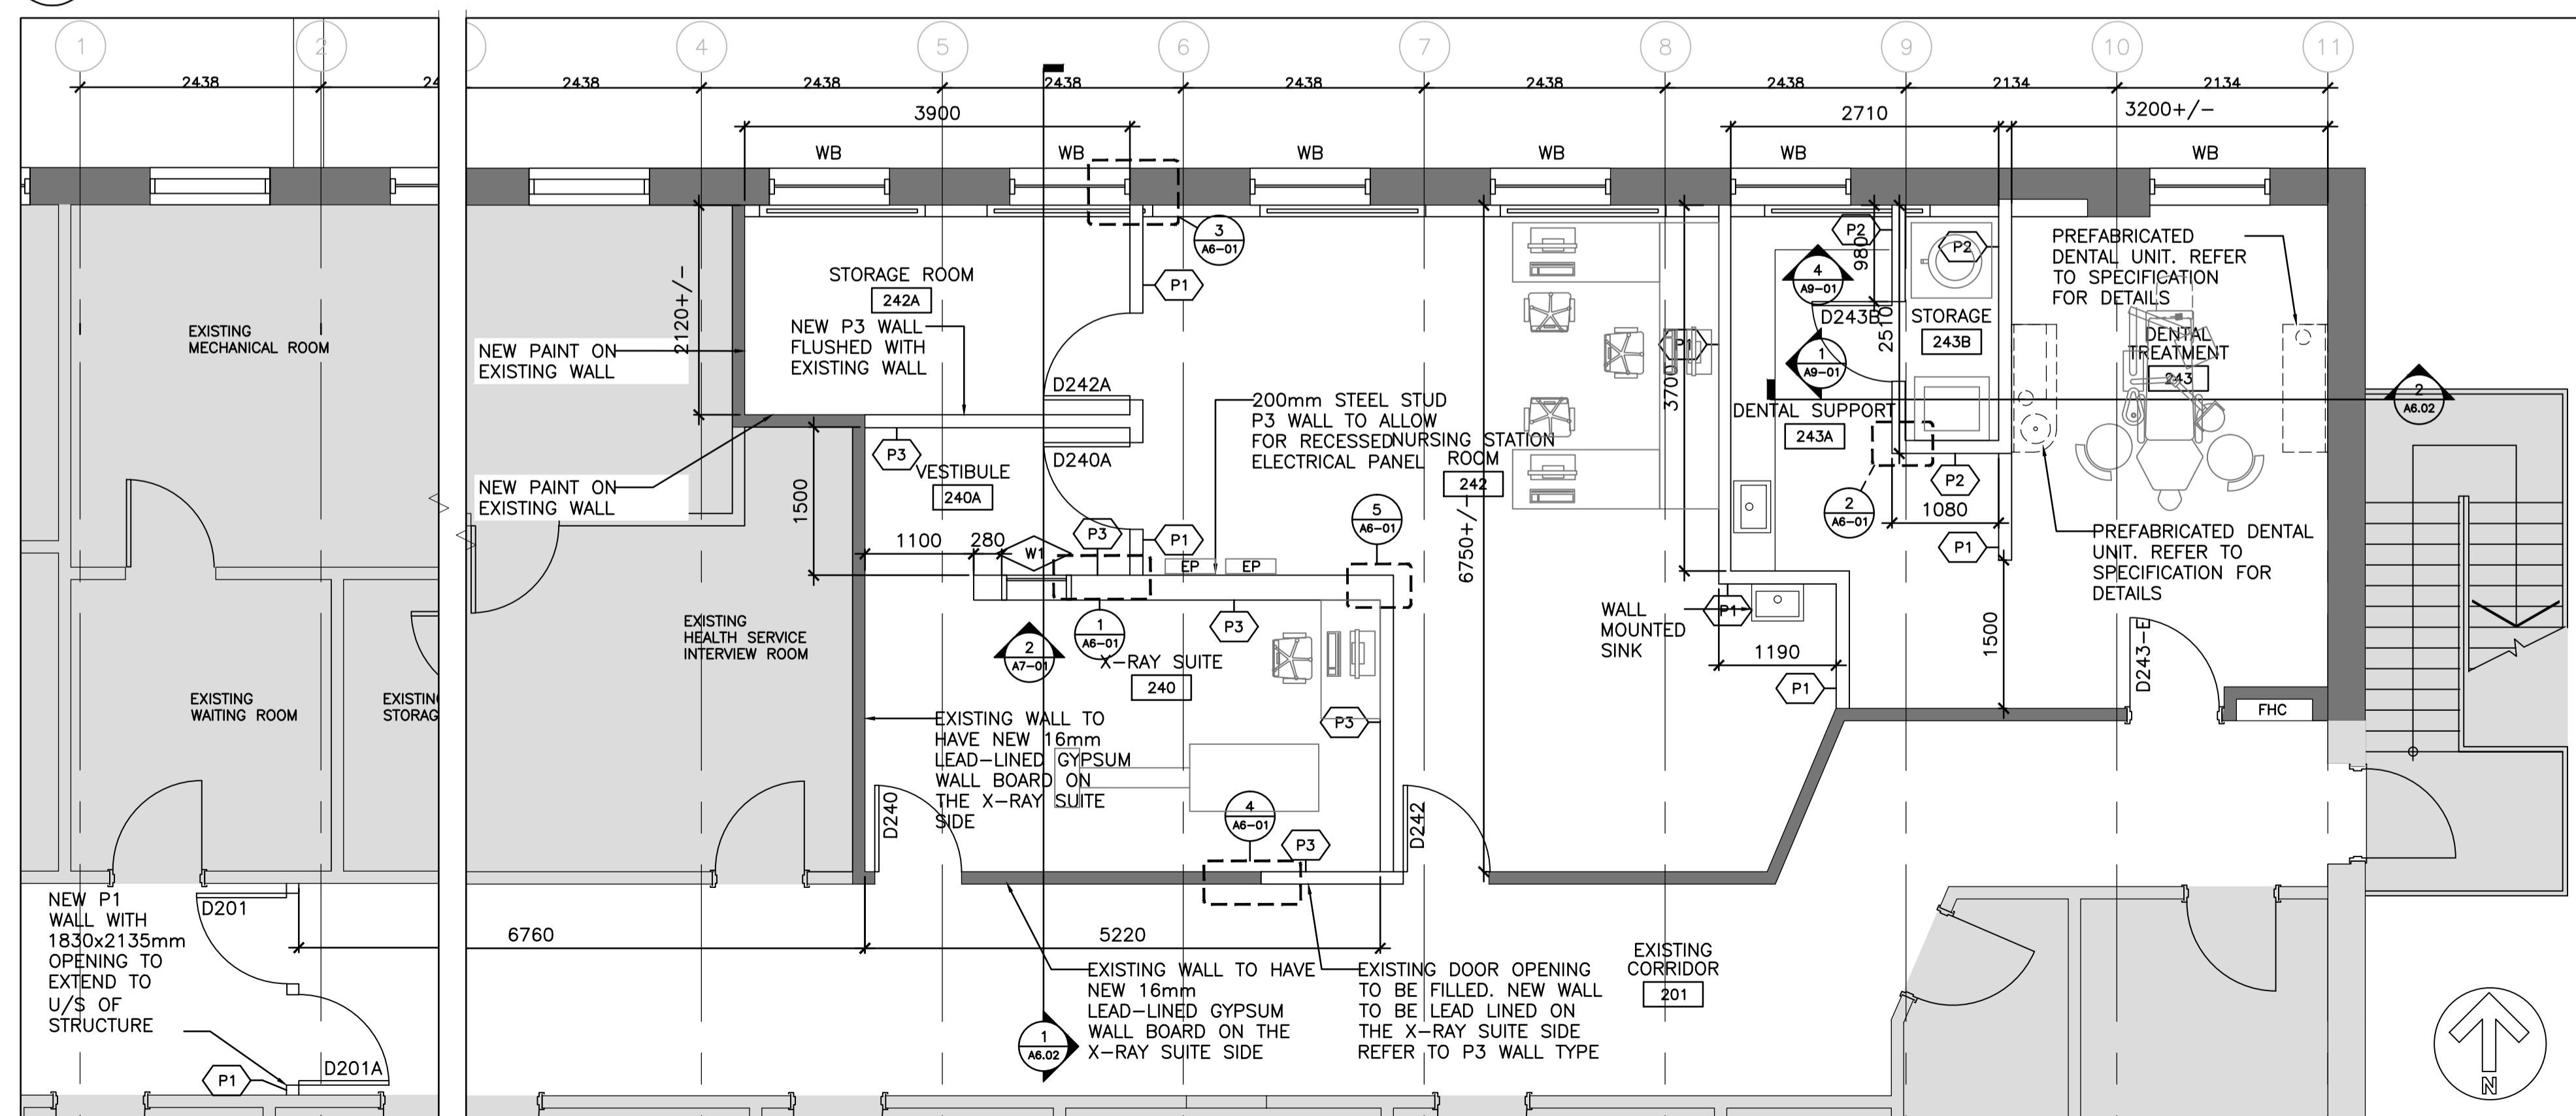 1
2
4
5
6
7
8
9
10
11
2438
24
2438
2438
2438
2438
2438
2438
2134
2134
3900
2710
3200+/-
WB
WB
WB
WB
WB
WB
3
A6-01
P1
STORAGE ROOM
242A
NEW P3 WALL
FLUSHED WITH
EXISTING WALL
2120+/-
EXISTING
MECHANICAL ROOM
NEW PAINT ON
EXISTING WALL
NEW PAINT ON
EXISTING WALL
D242A
D240A
P3
VESTIBULE
240A
1500
1100
280
W1
P3
P1
EP
EP
200mm STEEL STUD
P3 WALL TO ALLOW
FOR RECESSED
ELECTRICAL PANEL
NURSING STATION
ROOM
242
6750+/-
5
A6-01
P1
3700
P2
980
P2
4
A9-01
D243B
2510
1
A9-01
STORAGE
243B
DENTAL SUPPORT
243A
2
A6-01
P2
1080
P1
1500
PREFABRICATED
DENTAL UNIT. REFER
TO SPECIFICATION
FOR DETAILS
DENTAL
TREATMENT
243
2
A6.02
PREFABRICATED DENTAL
UNIT. REFER TO
SPECIFICATION FOR
DETAILS
WALL
MOUNTED
SINK
P1
1190
P1
D243-E
FHC
EXISTING
HEALTH SERVICE
INTERVIEW ROOM
EXISTING
WAITING ROOM
EXISTIN
STORAG
1
A6-01
2
A7-01
X-RAY SUITE
240
P3
P3
EXISTING WALL TO
HAVE NEW 16mm
LEAD-LINED GYPSUM
WALL BOARD ON
THE X-RAY SUITE
SIDE
D240
4
A6-01
P3
D242
NEW P1
WALL WITH
1830x2135mm
OPENING TO
EXTEND TO
U/S OF
STRUCTURE
D201
D201A
P1
6760
5220
EXISTING WALL TO HAVE
NEW 16mm
LEAD-LINED GYPSUM
WALL BOARD ON THE
X-RAY SUITE SIDE
1
A6.02
EXISTING DOOR OPENING
TO BE FILLED. NEW WALL
TO BE LEAD LINED ON
THE X-RAY SUITE SIDE
REFER TO P3 WALL TYPE
EXISTING
CORRIDOR
201
N